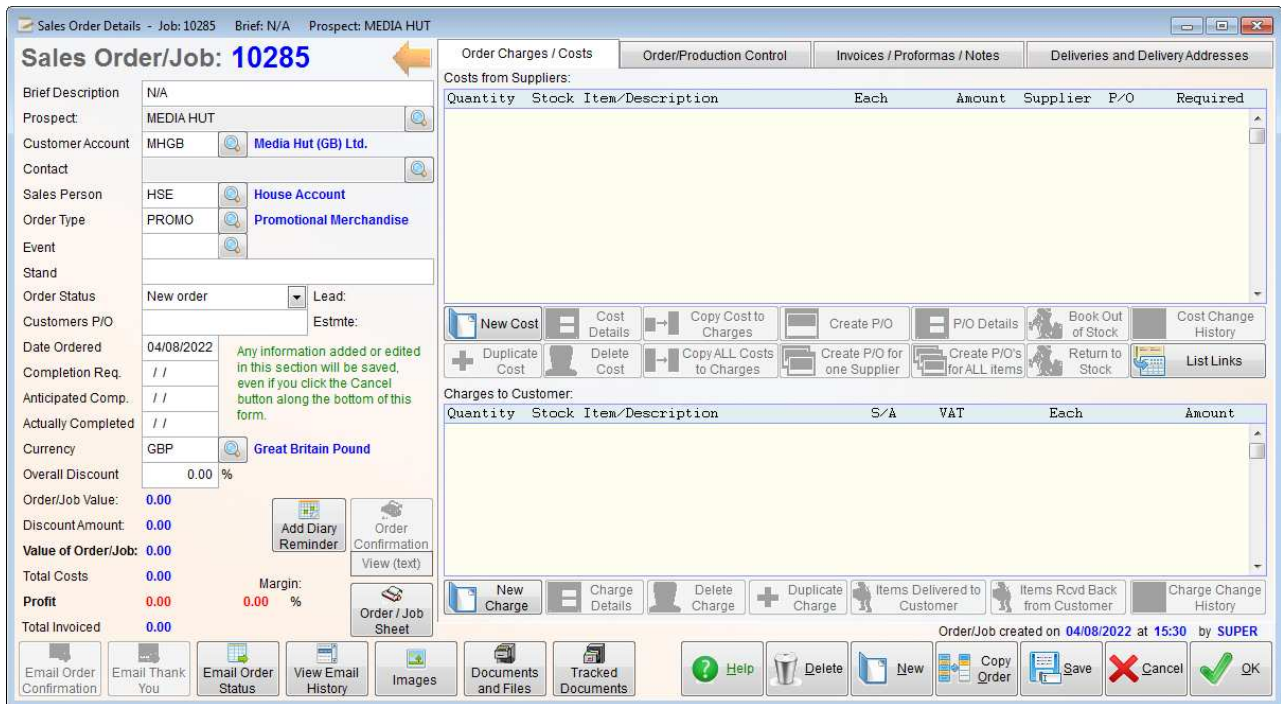 Sales Order Details - Job: 10285 Brief: N/A Prospect: MEDIA HUT
Sales Order/Job: 10285
Brief Description N/A
Prospect: MEDIA HUT
Customer Account MHGB Media Hut (GB) Ltd.
Contact
Sales Person HSE House Account
Order Type PROMO Promotional Merchandise
Event
Stand
Order Status New order Lead:
Customers P/O Estmte:
Date Ordered 04/08/2022
Completion Req. / /
Anticipated Comp. / /
Actually Completed / /
Any information added or edited
in this section will be saved,
even if you click the Cancel
button along the bottom of this
form.
Currency GBP Great Britain Pound
Overall Discount 0.00 %
Order/Job Value: 0.00
Discount Amount: 0.00
Value of Order/Job: 0.00
Total Costs 0.00
Profit 0.00
Margin:
0.00 %
Total Invoiced 0.00
Add Diary
Reminder
Order
Confirmation
View (text)
Order / Job
Sheet
Order Charges / Costs Order/Production Control Invoices / Proformas / Notes Deliveries and Delivery Addresses
Costs from Suppliers:
Quantity Stock Item/Description Each Amount Supplier P/O Required
New Cost
Cost
Details
Copy Cost to
Charges
Create P/O
P/O Details
Book Out
of Stock
Cost Change
History
Duplicate
Cost
Delete
Cost
Copy ALL Costs
to Charges
Create P/O for
one Supplier
Create P/O's
for ALL items
Return to
Stock
List Links
Charges to Customer:
Quantity Stock Item/Description S/A VAT Each Amount
New
Charge
Charge
Details
Delete
Charge
Duplicate
Charge
Items Delivered to
Customer
Items Rcvd Back
from Customer
Charge Change
History
Order/Job created on 04/08/2022 at 15:30 by SUPER
Email Order
Confirmation
Email Thank
You
Email Order
Status
View Email
History
Images
Documents
and Files
Tracked
Documents
Help
Delete
New
Copy
Order
Save
Cancel
OK